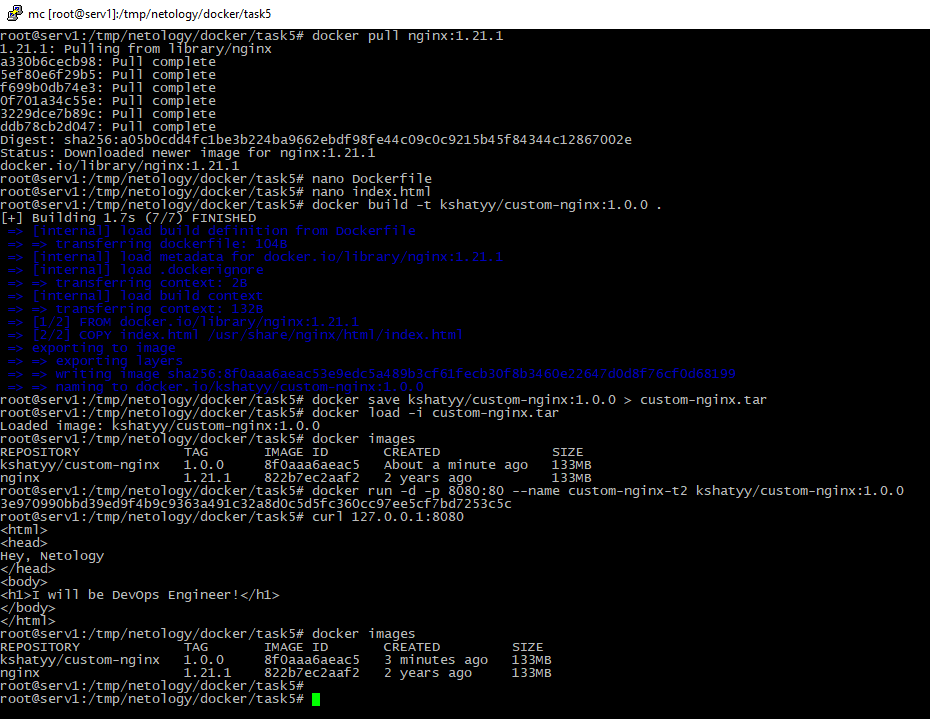 mc [root@serv1]:/tmp/netology/docker/task5
root@serv1:/tmp/netology/docker/task5# docker pull nginx:1.21.1
1.21.1: Pulling from library/nginx
a330b6cecb98: Pull complete
5ef80e6f29b5: Pull complete
f699b0db74e3: Pull complete
0f701a34c55e: Pull complete
3229dce7b89c: Pull complete
ddb78cb2d047: Pull complete
Digest: sha256:a05b0cdd4fc1be3b224ba9662ebdf98fe44c09c0c9215b45f84344c12867002e
Status: Downloaded newer image for nginx:1.21.1
docker.io/library/nginx:1.21.1
root@serv1:/tmp/netology/docker/task5# nano Dockerfile
root@serv1:/tmp/netology/docker/task5# nano index.html
root@serv1:/tmp/netology/docker/task5# docker build -t kshatyy/custom-nginx:1.0.0 .
[+] Building 1.7s (7/7) FINISHED
=> [internal] load build definition from Dockerfile
=> => transferring dockerfile: 104B
=> [internal] load metadata for docker.io/library/nginx:1.21.1
=> [internal] load .dockerignore
=> => transferring context: 2B
=> [internal] load build context
=> => transferring context: 132B
=> [1/2] FROM docker.io/library/nginx:1.21.1
=> [2/2] COPY index.html /usr/share/nginx/html/index.html
=> exporting to image
=> => exporting layers
=> => writing image sha256:8f0aaa6aeac53e9edc5a489b3cf61fecb30f8b3460e22647d0d8f76cf0d68199
=> => naming to docker.io/kshatyy/custom-nginx:1.0.0
root@serv1:/tmp/netology/docker/task5# docker save kshatyy/custom-nginx:1.0.0 > custom-nginx.tar
root@serv1:/tmp/netology/docker/task5# docker load -i custom-nginx.tar
Loaded image: kshatyy/custom-nginx:1.0.0
root@serv1:/tmp/netology/docker/task5# docker images
REPOSITORY TAG IMAGE ID CREATED SIZE
kshatyy/custom-nginx 1.0.0 8f0aaa6aeac5 About a minute ago 133MB
nginx 1.21.1 822b7ec2aaf2 2 years ago 133MB
root@serv1:/tmp/netology/docker/task5# docker run -d -p 8080:80 --name custom-nginx-t2 kshatyy/custom-nginx:1.0.0
3e970990bbd39ed9f4b9c9363a491c32a8d0c5d5fc360cc97ee5cf7bd7253c5c
root@serv1:/tmp/netology/docker/task5# curl 127.0.0.1:8080
<html>
<head>
Hey, Netology
</head>
<body>
<h1>I will be DevOps Engineer!</h1>
</body>
</html>
root@serv1:/tmp/netology/docker/task5# docker images
REPOSITORY TAG IMAGE ID CREATED SIZE
kshatyy/custom-nginx 1.0.0 8f0aaa6aeac5 3 minutes ago 133MB
nginx 1.21.1 822b7ec2aaf2 2 years ago 133MB
root@serv1:/tmp/netology/docker/task5#
root@serv1:/tmp/netology/docker/task5#